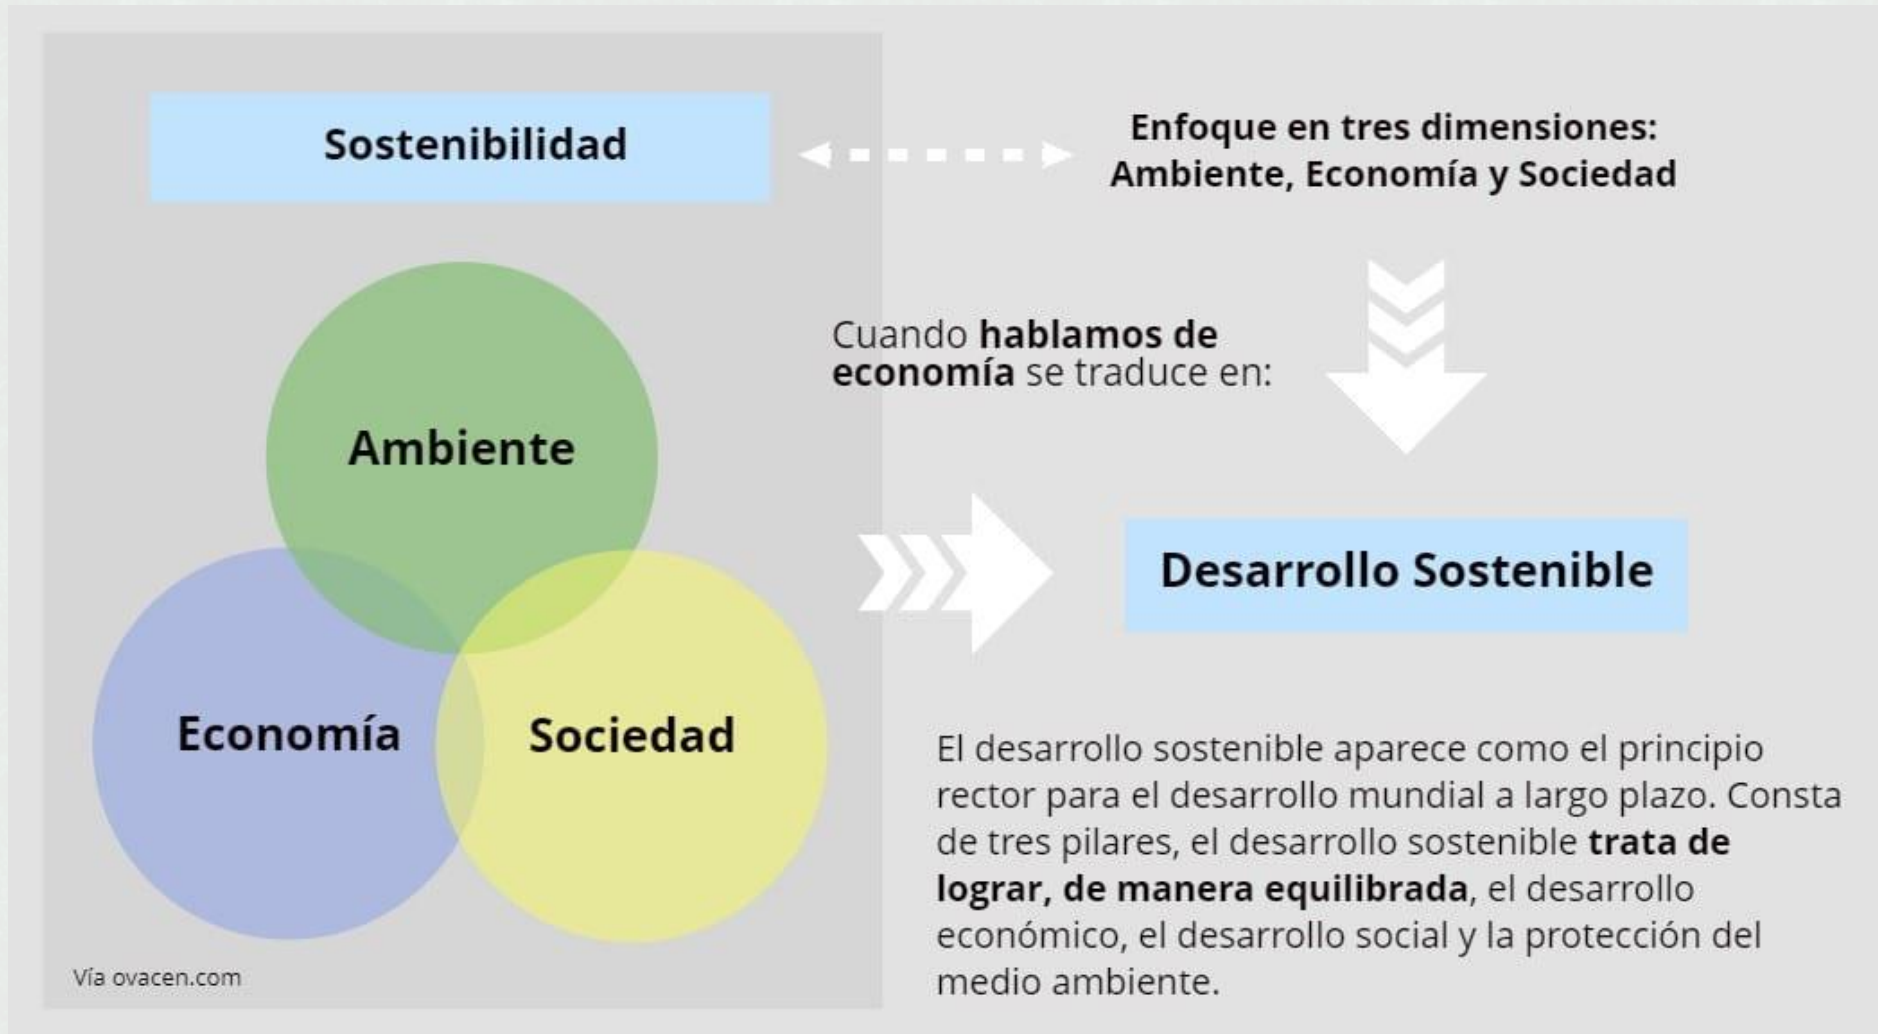 Sostenibilidad
Enfoque en tres dimensiones:
Ambiente, Economía y Sociedad
Cuando hablamos de
economía se traduce en:
Ambiente
Economía
Sociedad
Desarrollo Sostenible
El desarrollo sostenible aparece como el principio
rector para el desarrollo mundial a largo plazo. Consta
de tres pilares, el desarrollo sostenible trata de
lograr, de manera equilibrada, el desarrollo
económico, el desarrollo social y la protección del
medio ambiente.
Vía ovacen.com